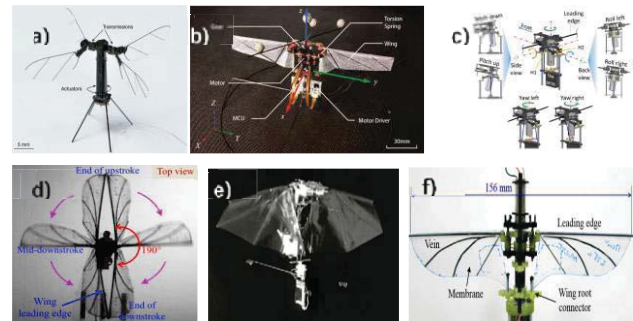 a)
Transmissions
Actuators
5 mm
b)
Gear
Torsion
Spring
Wing
Motor
MCU
Motor Driver
30mm
z
y
x
Z
Y
X
c)
Pitch down
Leading
edge
Roll left
Side
view
Back
view
Pitch up
Roll right
Yaw left
Yaw right
d)
End of upstroke
Top view
Mid-downstroke
190°
Wing
leading edge
End of
downstroke
e)
f)
156 mm
Leading edge
Vein
Membrane
Wing root
connector